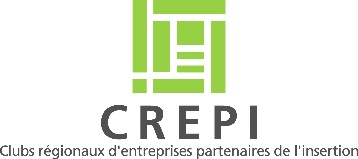 CREPI
Clubs régionaux d'entreprises partenaires de l'insertion